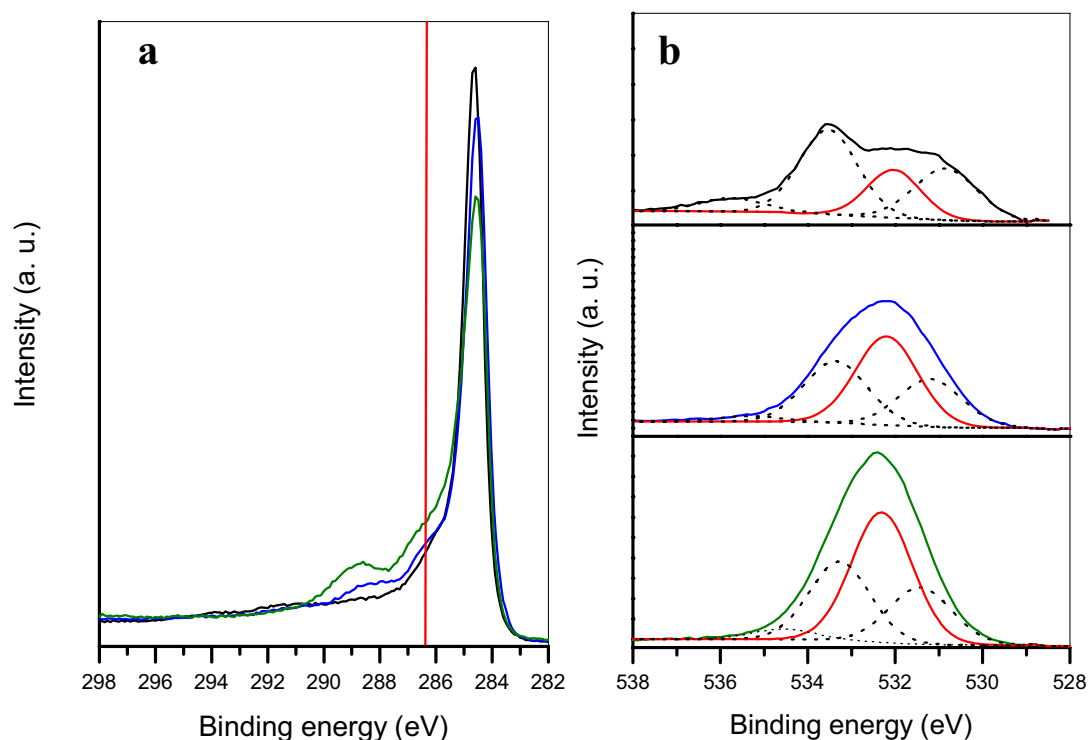 a
Intensity (a. u.)
298 296 294 292 290 288 286 284 282
Binding energy (eV)
b
Intensity (a. u.)
538 536 534 532 530 528
Binding energy (eV)